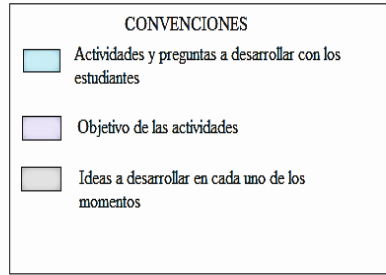 CONVENCIONES
Actividades y preguntas a desarrollar con los
estudiantes
Objetivo de las actividades
Ideas a desarrollar en cada uno de los
momentos